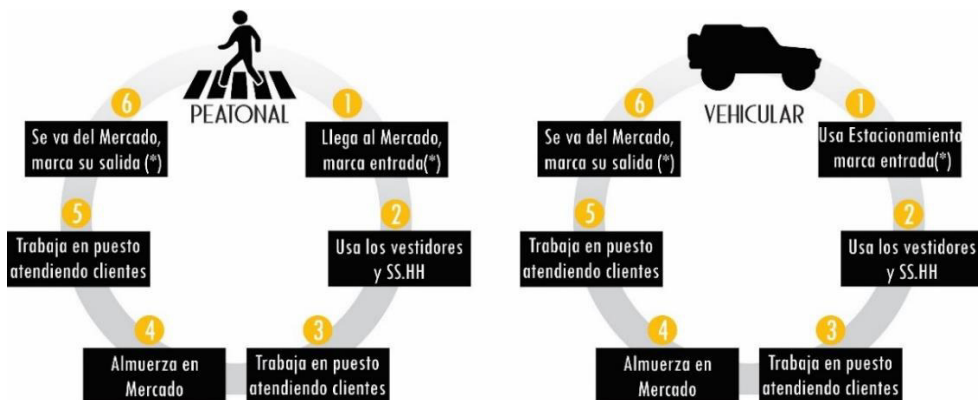 PEATONAL
1
Llega al Mercado,
marca entrada(*)
2
Usa los vestidores
y SS.HH
3
Trabaja en puesto
atendiendo clientes
4
Almuerza en
Mercado
5
Trabaja en puesto
atendiendo clientes
6
Se va del Mercado,
marca su salida (*)
VEHICULAR
1
Usa Estacionamiento
marca entrada(*)
2
Usa los vestidores
y SS.HH
3
Trabaja en puesto
atendiendo clientes
4
Almuerza en
Mercado
5
Trabaja en puesto
atendiendo clientes
6
Se va del Mercado,
marca su salida (*)